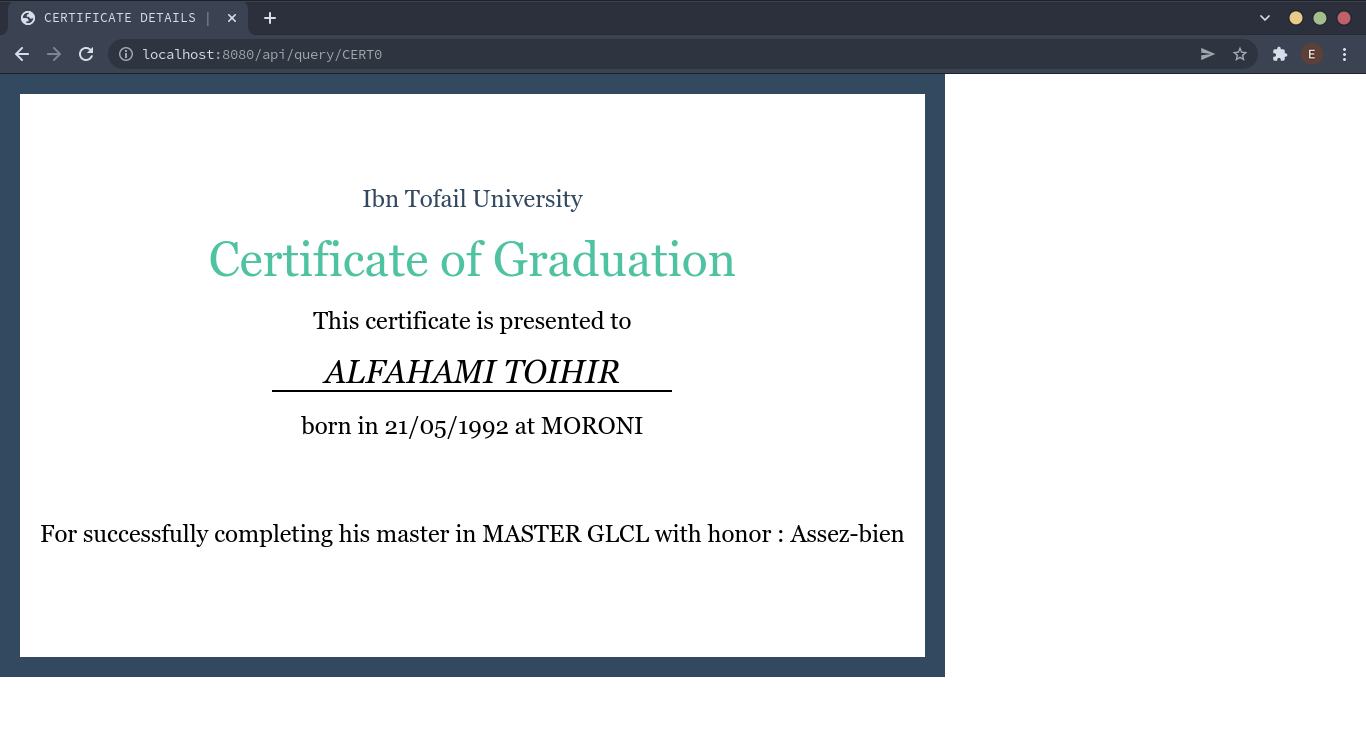 CERTIFICATE DETAILS |
localhost:8080/api/query/CERT0
E
Ibn Tofail University
Certificate of Graduation
This certificate is presented to
ALFAHAMI TOIHIR
born in 21/05/1992 at MORONI
For successfully completing his master in MASTER GLCL with honor : Assez-bien